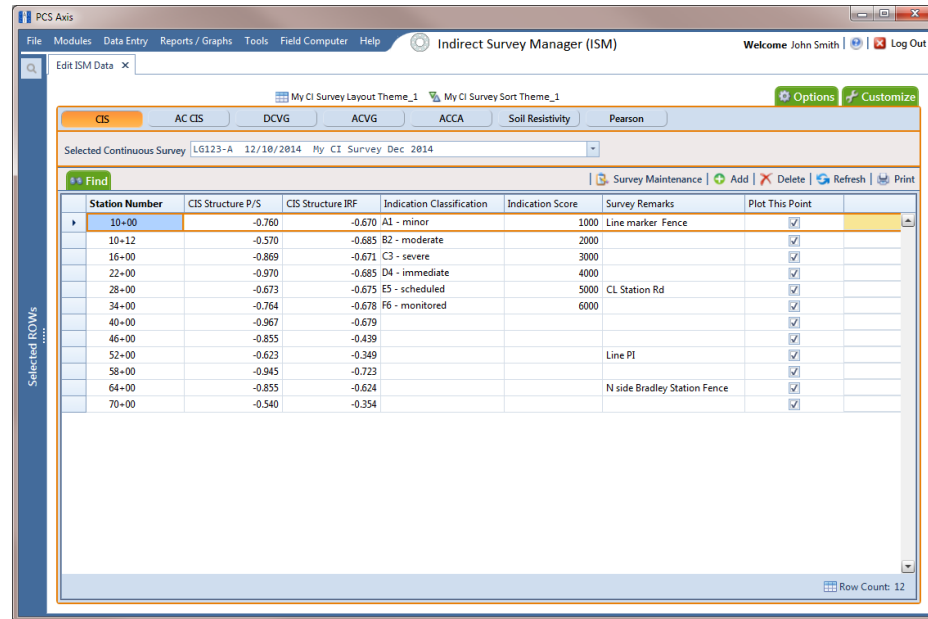 PCS Axis
File Modules Data Entry Reports / Graphs Tools Field Computer Help Indirect Survey Manager (ISM) Welcome John Smith Log Out
Edit ISM Data
My CI Survey Layout Theme_1 My CI Survey Sort Theme_1 Options Customize
CIS AC CIS DCVG ACVG ACCA Soil Resistivity Pearson
Selected Continuous Survey LG123-A 12/10/2014 My CI Survey Dec 2014
Find Survey Maintenance Add Delete Refresh Print
Station Number CIS Structure P/S CIS Structure IRF Indication Classification Indication Score Survey Remarks Plot This Point
10+00 -0.760 -0.670 A1 - minor 1000 Line marker Fence
10+12 -0.570 -0.685 B2 - moderate 2000
16+00 -0.869 -0.671 C3 - severe 3000
22+00 -0.970 -0.685 D4 - immediate 4000
28+00 -0.673 -0.675 E5 - scheduled 5000 CL Station Rd
34+00 -0.764 -0.678 F6 - monitored 6000
40+00 -0.967 -0.679
46+00 -0.855 -0.439
52+00 -0.623 -0.349 Line PI
58+00 -0.945 -0.723
64+00 -0.855 -0.624 N side Bradley Station Fence
70+00 -0.540 -0.354
Selected ROWs
Row Count: 12